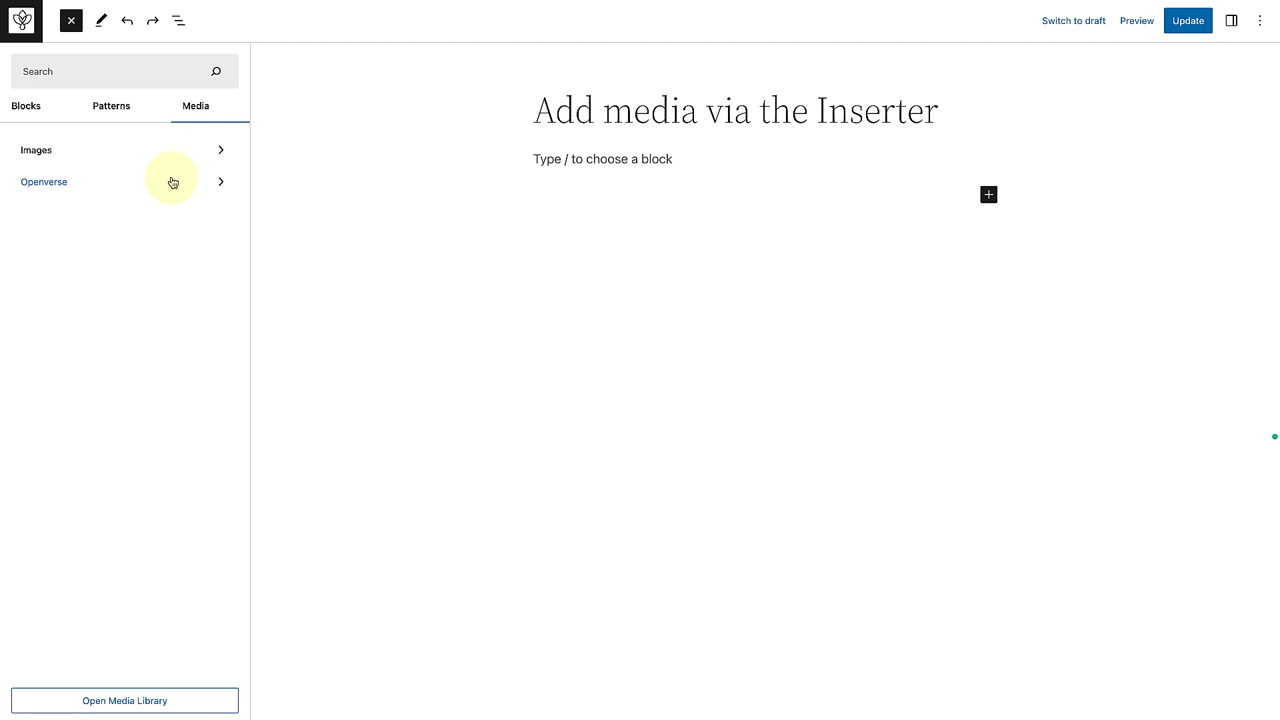 Switch to draft Preview Update
Search
Blocks Patterns Media
Images
Openverse
Open Media Library
Add media via the Inserter
Type / to choose a block